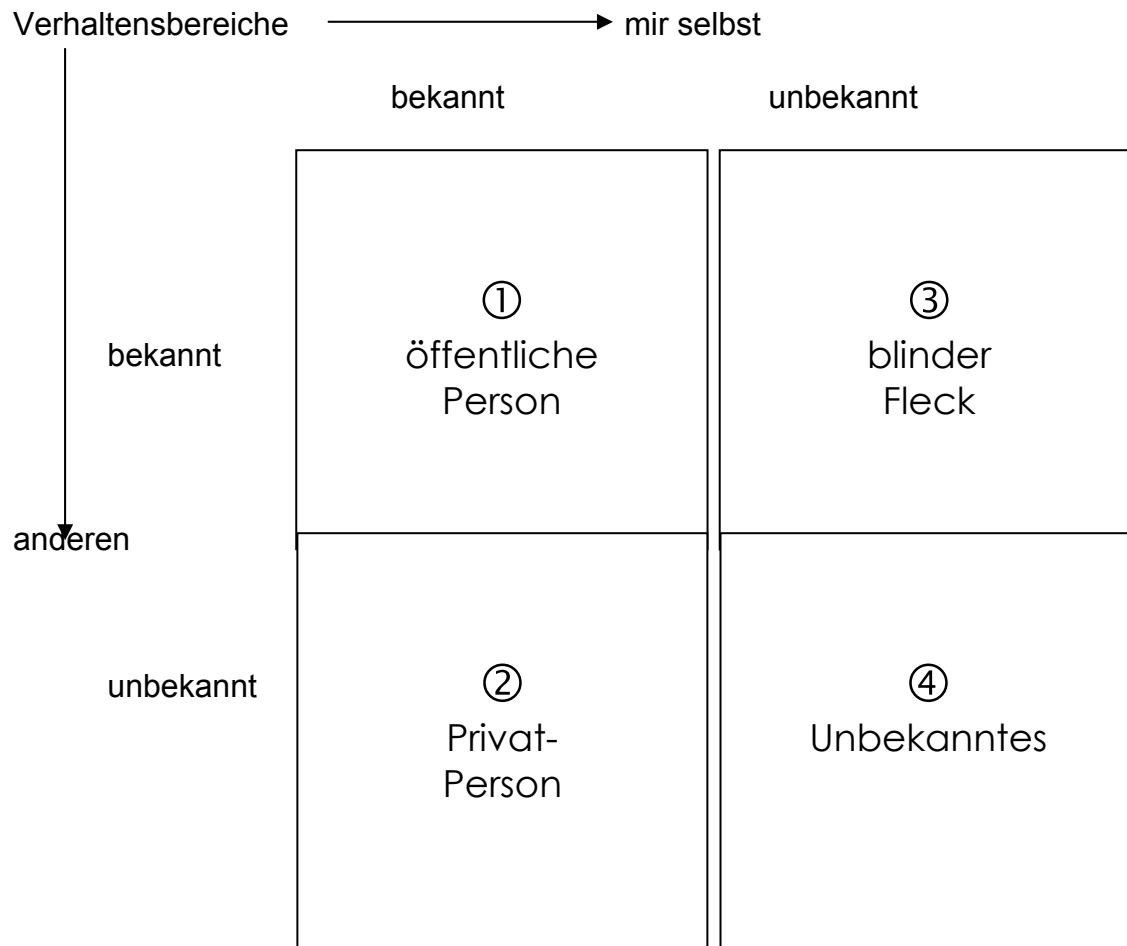 Verhaltensbereiche mir selbst
bekannt unbekannt
①
öffentliche
Person
③
blinder
Fleck
bekannt
anderen
unbekannt
②
Privat-
Person
④
Unbekanntes